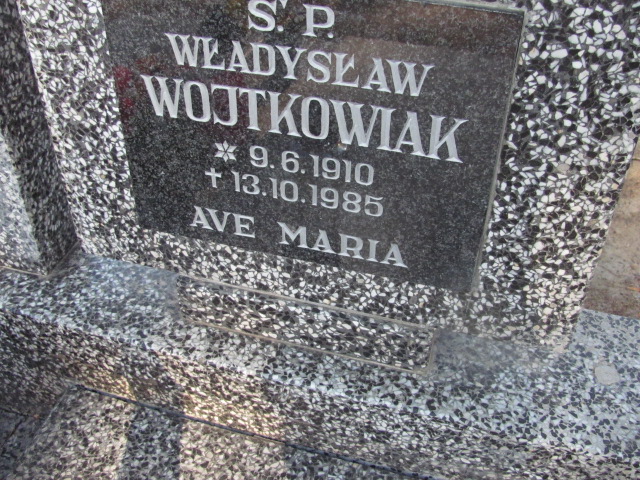 Ś. P.
WŁADYSŁAW
WOJTKOWIAK
* 9.6.1910
† 13.10.1985
AVE MARIA